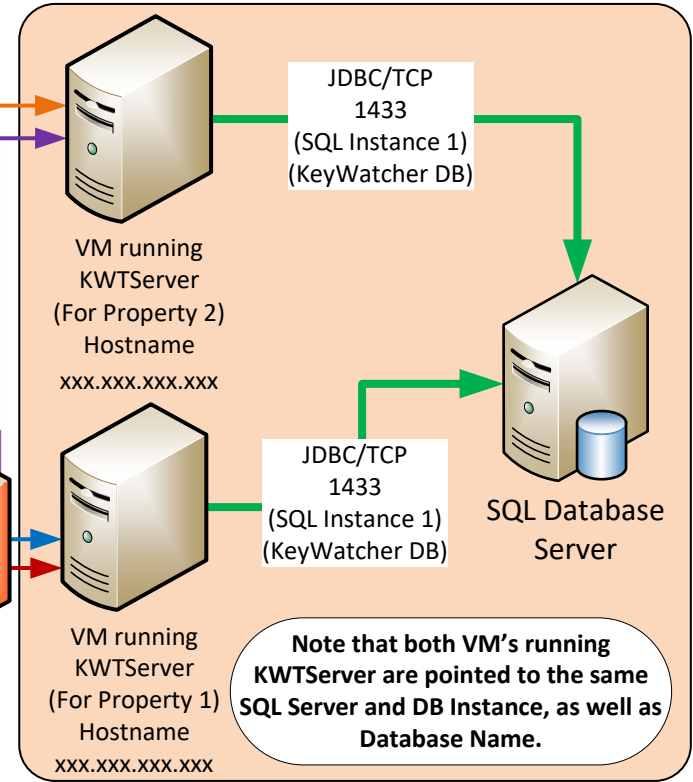 JDBC/TCP
1433
(SQL Instance 1)
(KeyWatcher DB)
VM running
KWTServer
(For Property 2)
Hostname
xxx.xxx.xxx.xxx
JDBC/TCP
1433
(SQL Instance 1)
(KeyWatcher DB)
SQL Database
Server
VM running
KWTServer
(For Property 1)
Hostname
xxx.xxx.xxx.xxx
Note that both VM’s running
KWTServer are pointed to the same
SQL Server and DB Instance, as well as
Database Name.